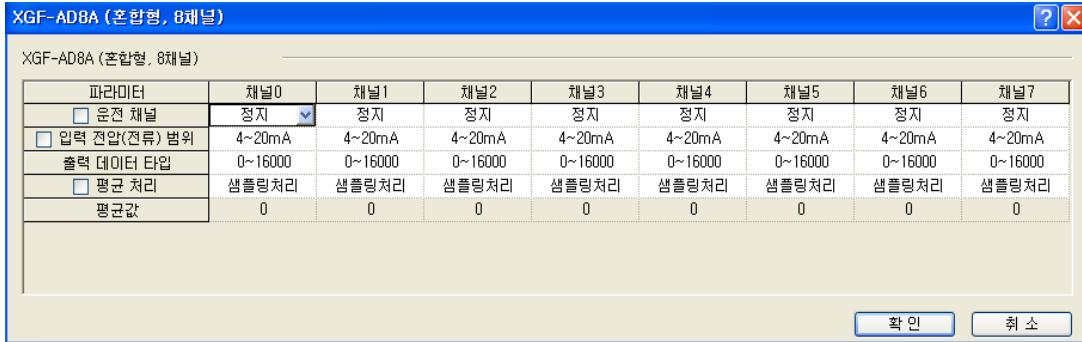 XGF-AD8A (혼합형, 8채널)
XGF-AD8A (혼합형, 8채널)
파라미터 채널0 채널1 채널2 채널3 채널4 채널5 채널6 채널7
운전 채널 정지 정지 정지 정지 정지 정지 정지 정지
입력 전압(전류) 범위 4~20mA 4~20mA 4~20mA 4~20mA 4~20mA 4~20mA 4~20mA 4~20mA
출력 데이터 타입 0~16000 0~16000 0~16000 0~16000 0~16000 0~16000 0~16000 0~16000
평균 처리 샘플링처리 샘플링처리 샘플링처리 샘플링처리 샘플링처리 샘플링처리 샘플링처리 샘플링처리
평균값 0 0 0 0 0 0 0 0
확인 취소